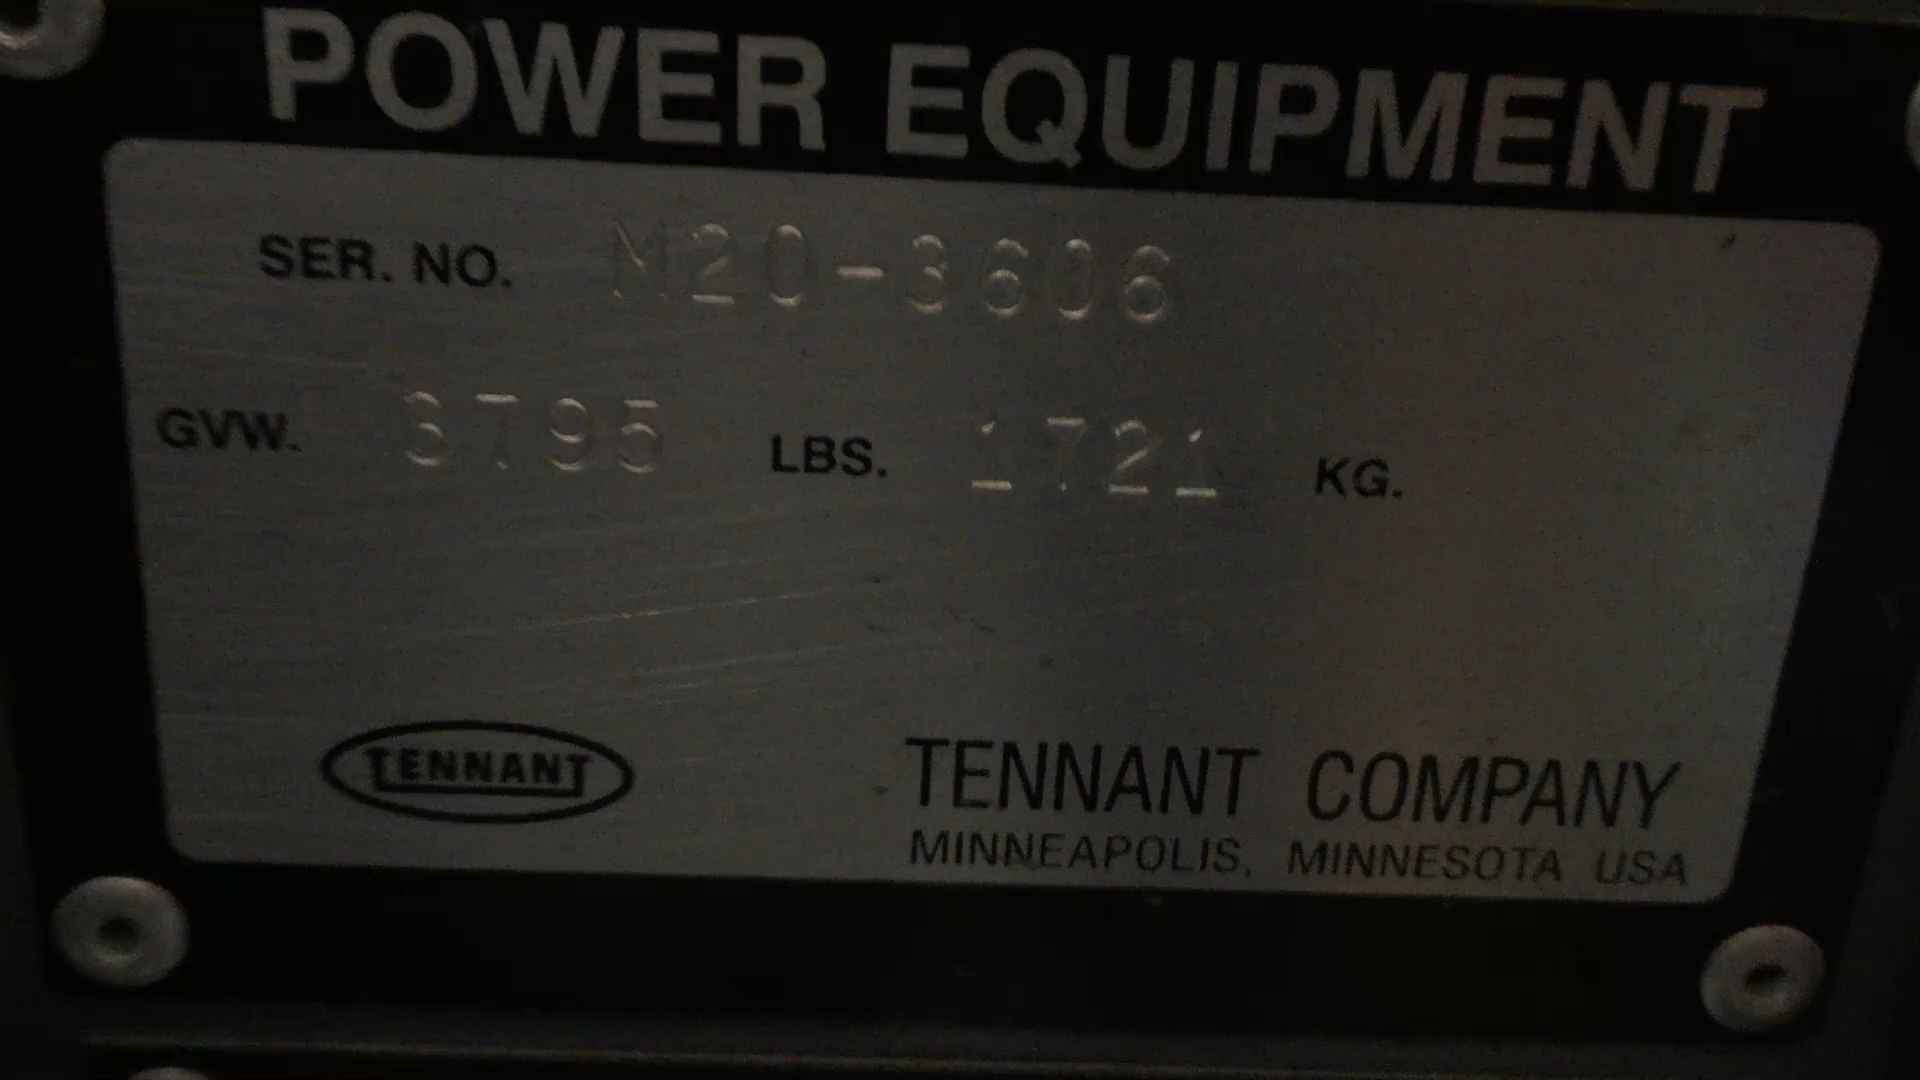 POWER EQUIPMENT
SER. NO. M20-3606
GVW. 3795 LBS. 1721 KG.
TENNANT
TENNANT COMPANY
MINNEAPOLIS, MINNESOTA USA